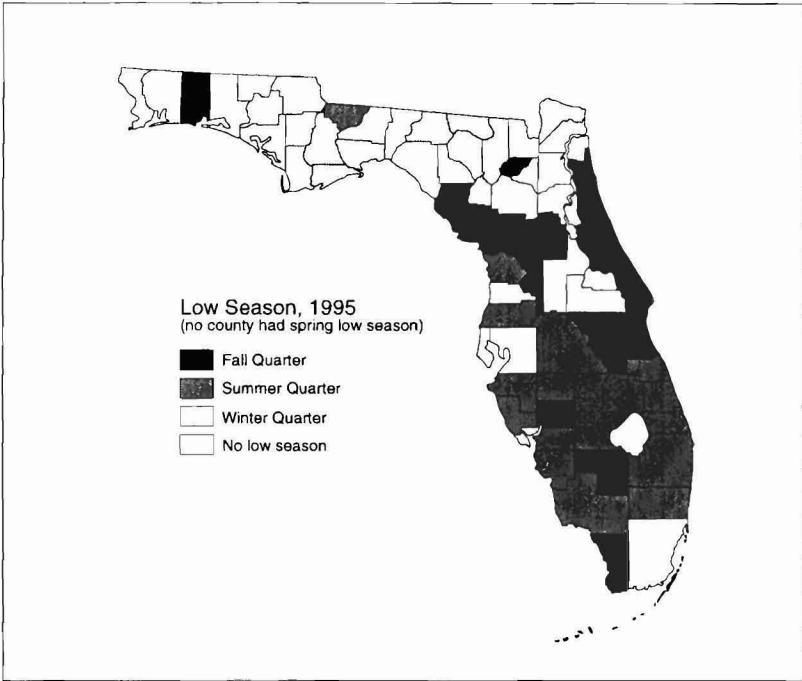 Low Season, 1995
(no county had spring low season)
Fall Quarter
Summer Quarter
Winter Quarter
No low season